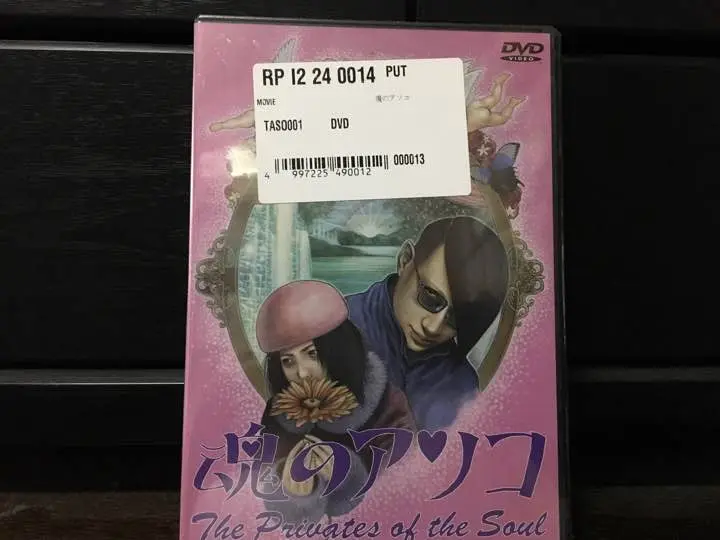 DVD
VIDEO
RP I2 24 0014 PUT
MOVIE 魂のアソコ
TASO001 DVD
4 997225 490012 000013
魂のアソコ
The Privates of the Soul